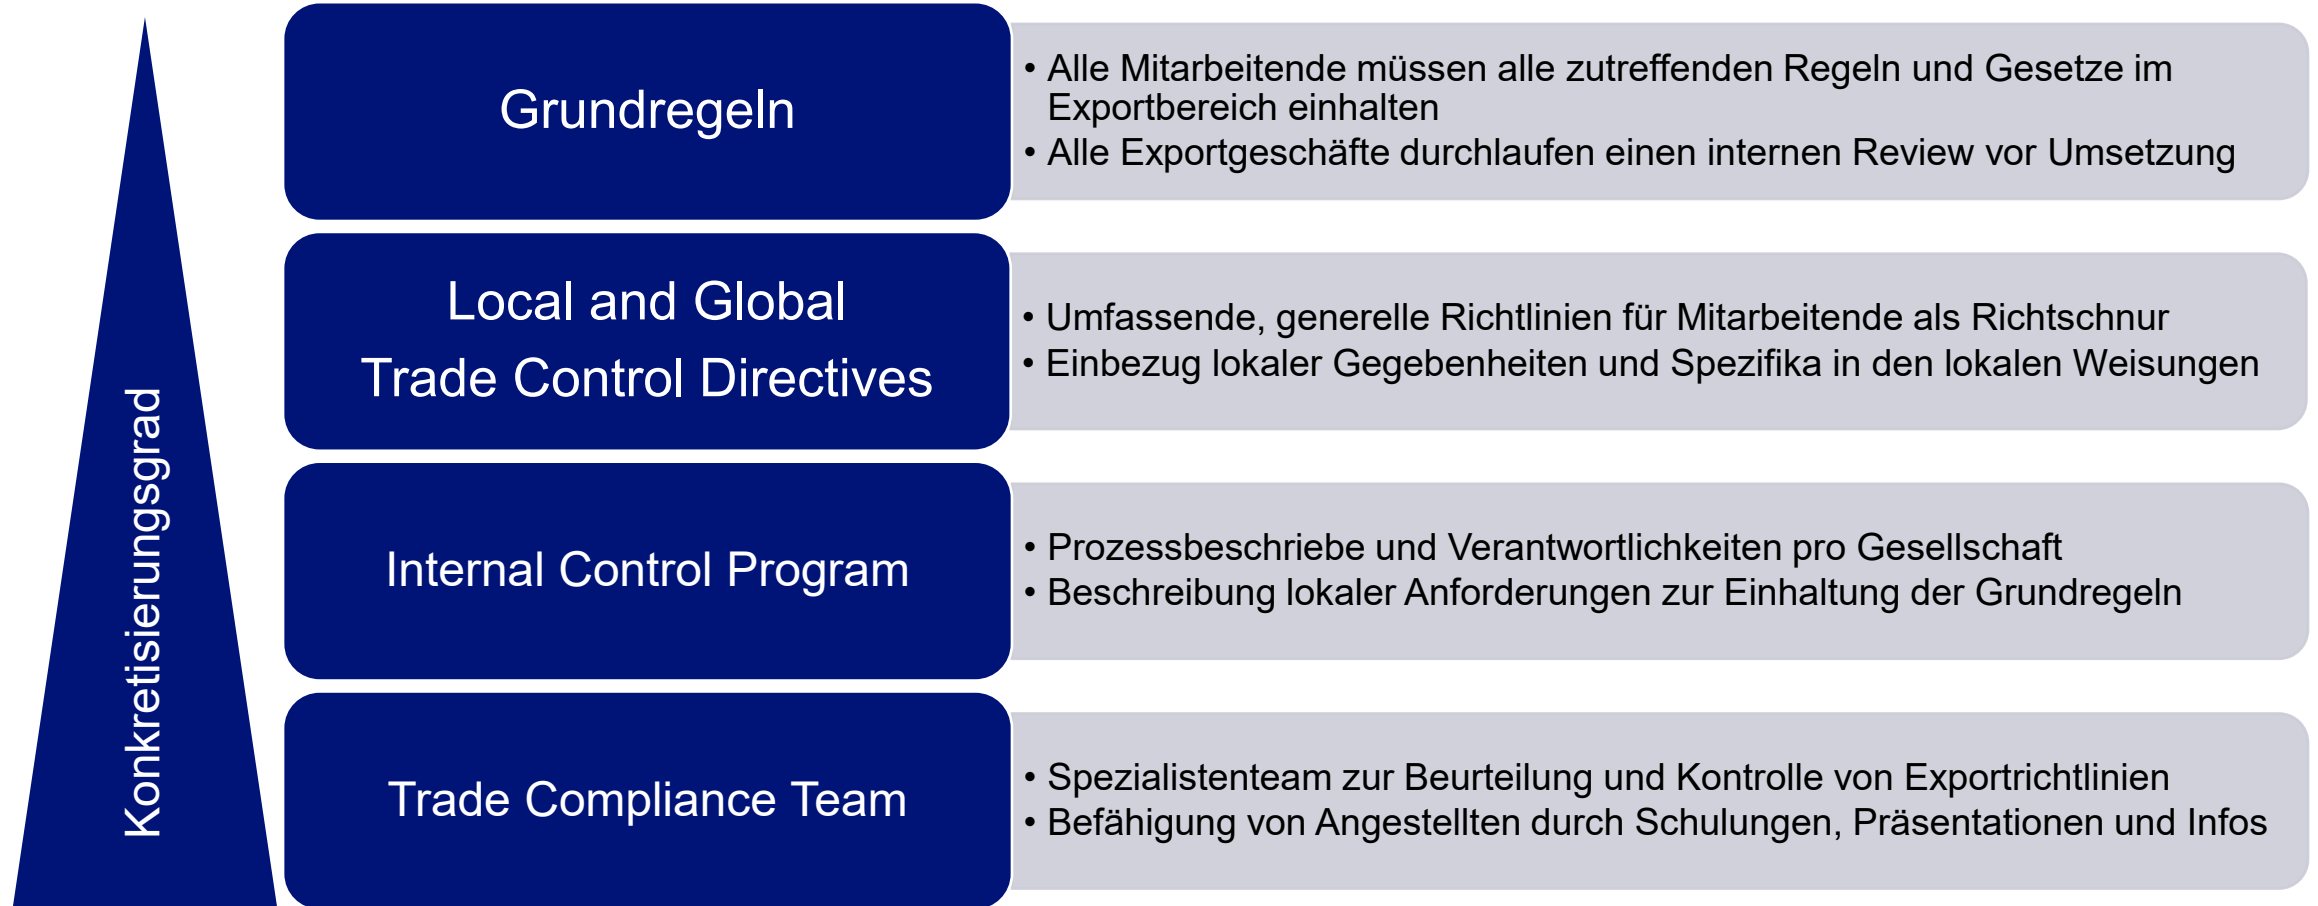 Konkretisierungsgrad
Grundregeln
• Alle Mitarbeitende müssen alle zutreffenden Regeln und Gesetze im
Exportbereich einhalten
• Alle Exportgeschäfte durchlaufen einen internen Review vor Umsetzung
Local and Global
Trade Control Directives
• Umfassende, generelle Richtlinien für Mitarbeitende als Richtschnur
• Einbezug lokaler Gegebenheiten und Spezifika in den lokalen Weisungen
Internal Control Program
• Prozessbeschriebe und Verantwortlichkeiten pro Gesellschaft
• Beschreibung lokaler Anforderungen zur Einhaltung der Grundregeln
Trade Compliance Team
• Spezialistenteam zur Beurteilung und Kontrolle von Exportrichtlinien
• Befähigung von Angestellten durch Schulungen, Präsentationen und Infos